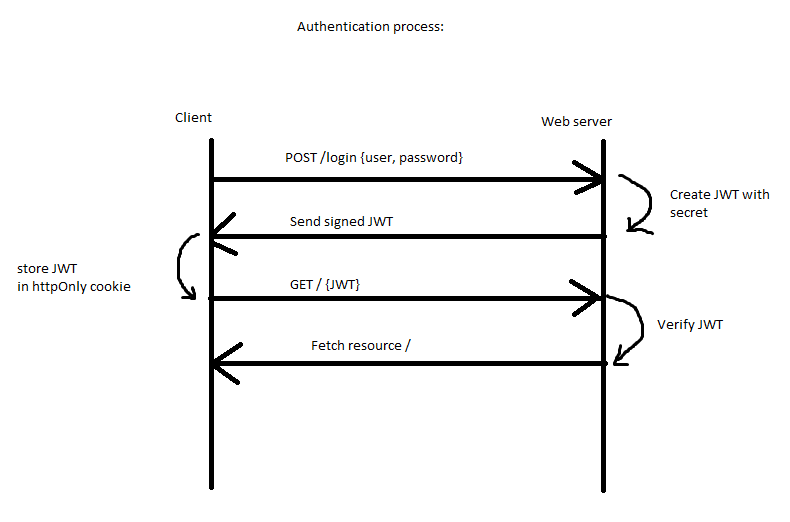 Authentication process:
Client
Web server
POST /login {user, password}
Create JWT with
secret
Send signed JWT
store JWT
in httpOnly cookie
GET / {JWT}
Verify JWT
Fetch resource /